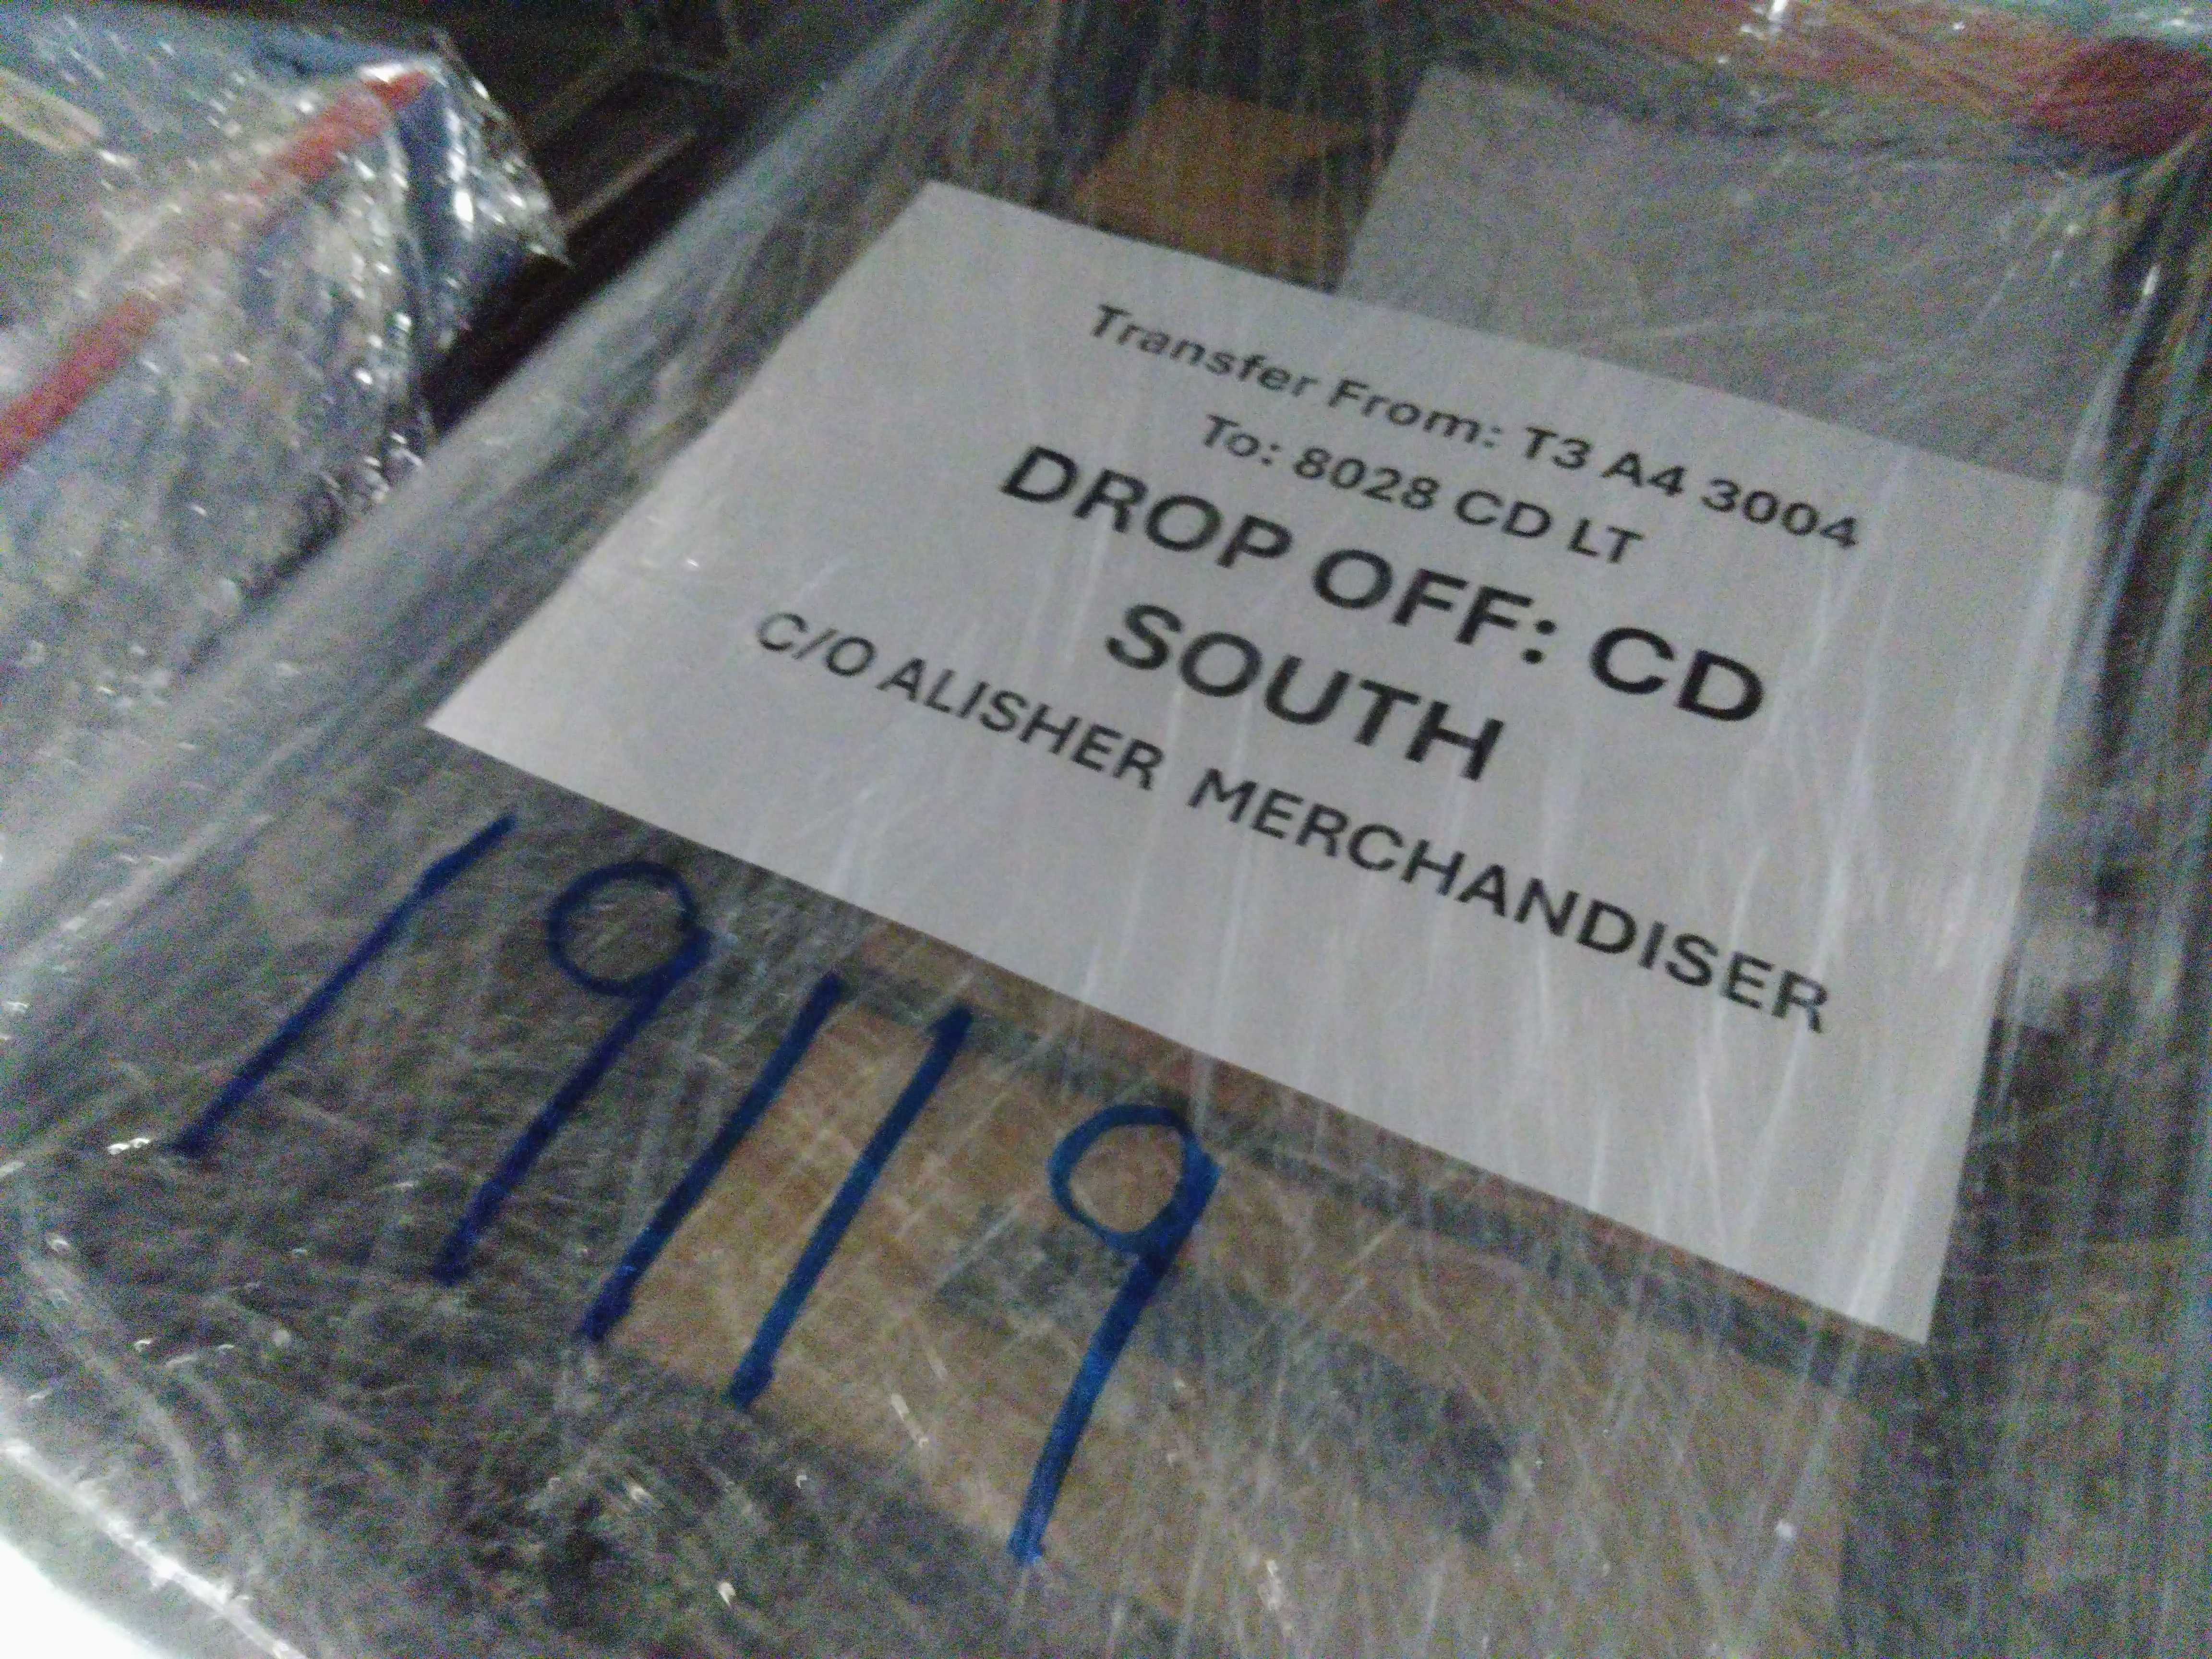 Transfer From: T3 A4 3004
To: 8028 CD LT
DROP OFF: CD
SOUTH
C/O ALISHER MERCHANDISER
19119